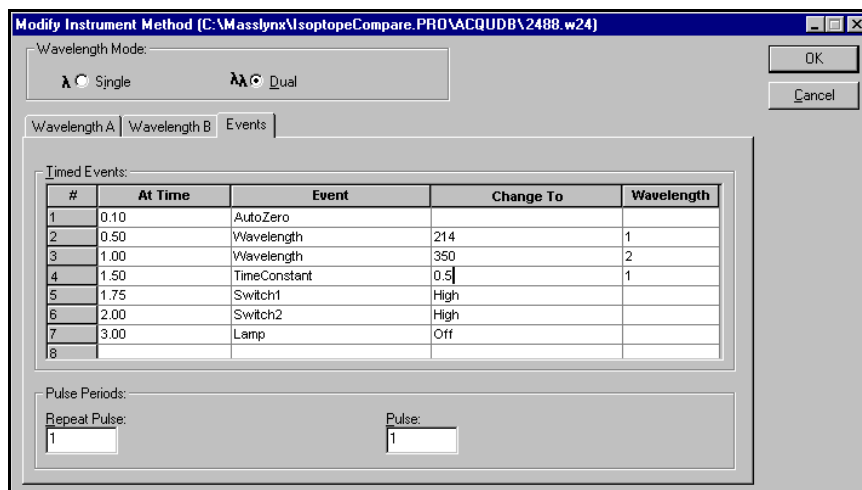 Modify Instrument Method (C:\Masslynx\IsoptopeCompare.PRO\ACQUDB\2488.w24)
Wavelength Mode:
λ Single λλ Dual
OK
Cancel
Wavelength A Wavelength B Events
Timed Events:
# At Time Event Change To Wavelength
1 0.10 AutoZero
2 0.50 Wavelength 214 1
3 1.00 Wavelength 350 2
4 1.50 TimeConstant 0.5 1
5 1.75 Switch1 High
6 2.00 Switch2 High
7 3.00 Lamp Off
8
Pulse Periods:
Repeat Pulse: Pulse:
1 1